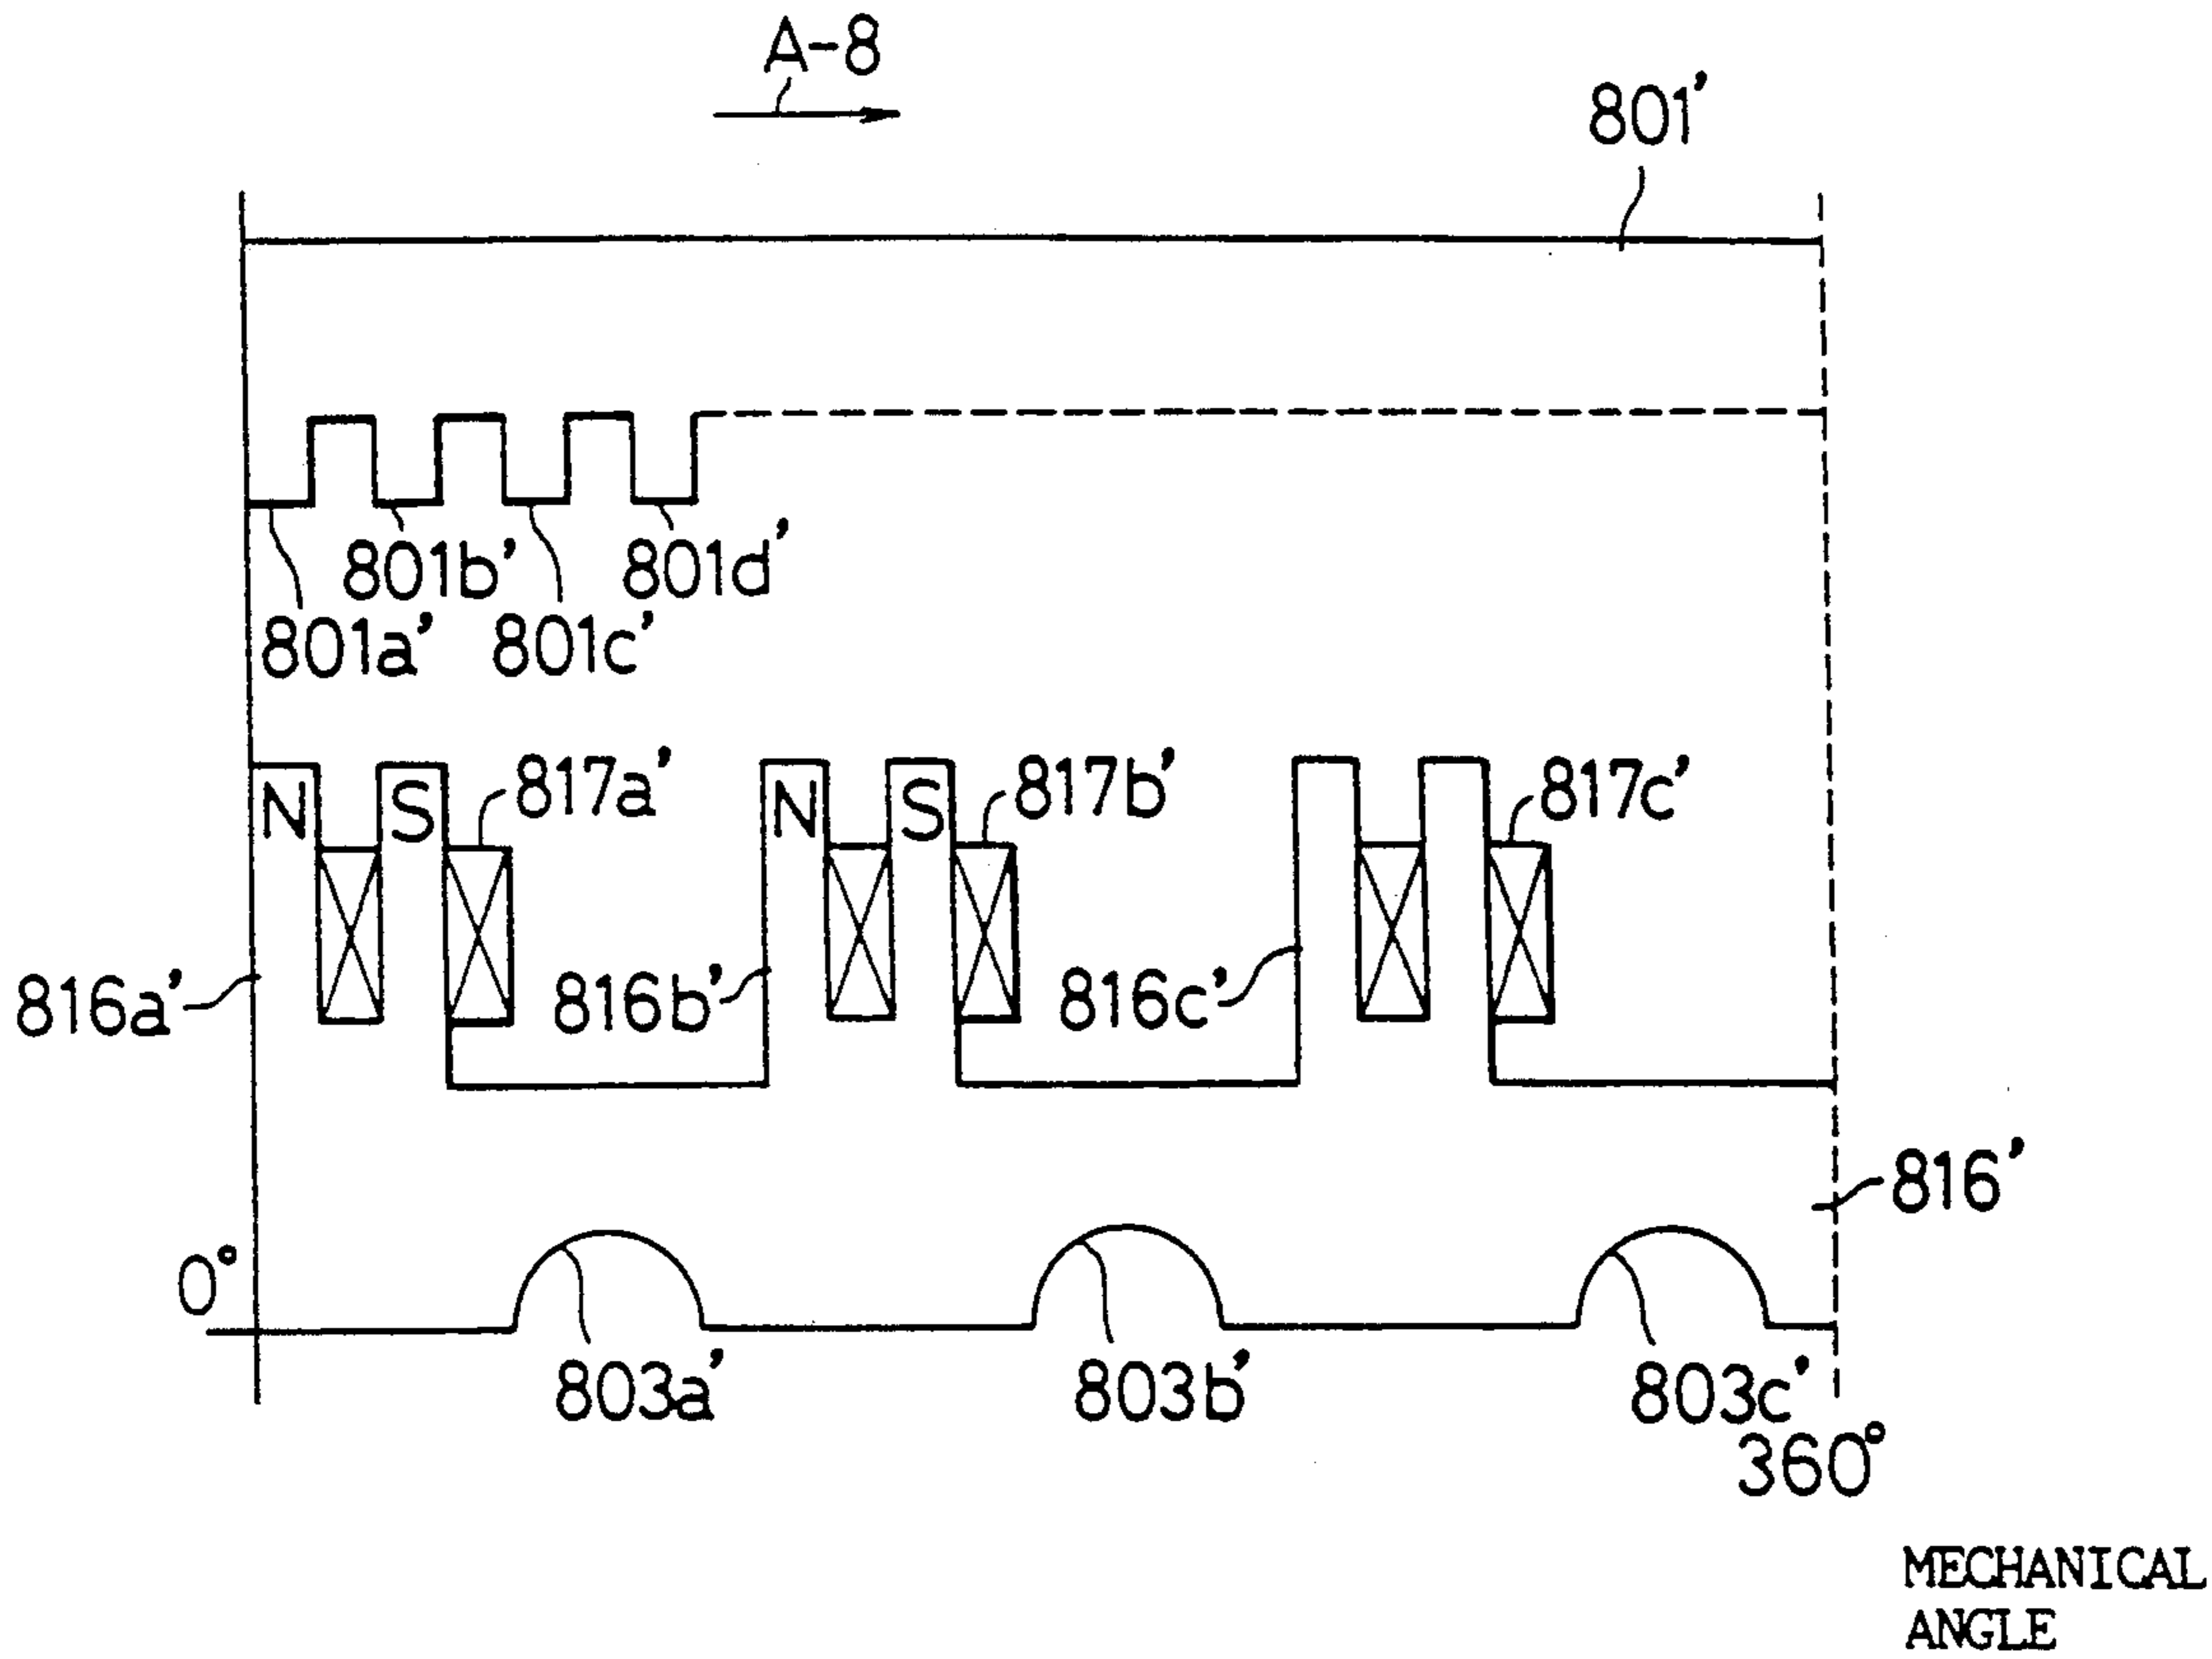 A-8
801'
801b' 801d'
801a' 801c'
N S 817a' N S 817b' 817c'
816a' 816b' 816c'
816'
0°
803a' 803b' 803c'
360°
MECHANICAL
ANGLE